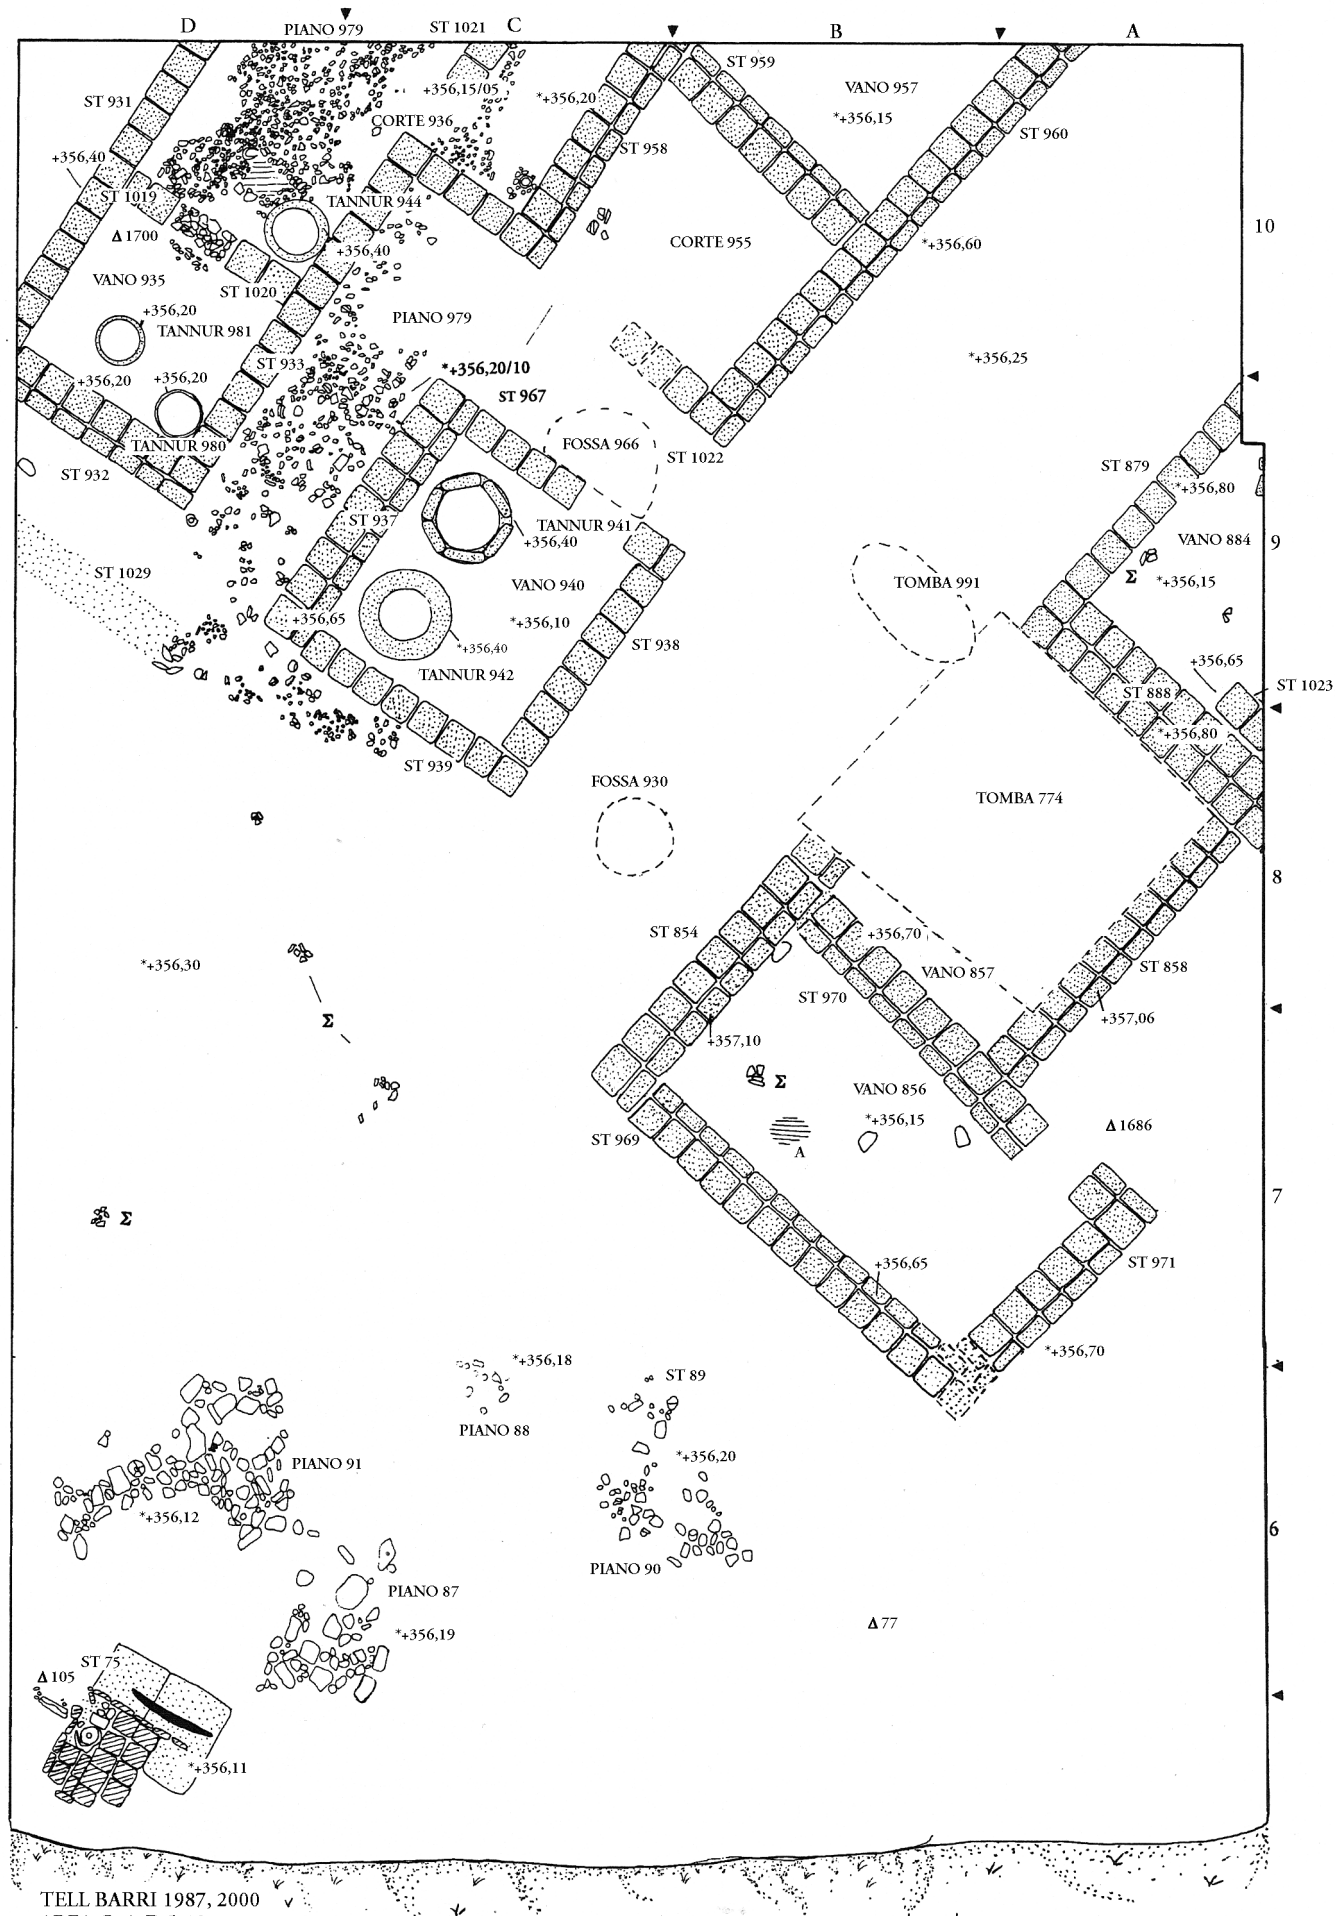 D
PIANO 979
ST 1021
C
B
A
ST 959
ST 931
+356,15/05
*+356,20
VANO 957
*+356,15
CORTE 936
ST 960
ST 958
+356,40
ST 1019
TANNUR 944
Δ 1700
+356,40
CORTE 955
*+356,60
10
VANO 935
ST 1020
+356,20
PIANO 979
TANNUR 981
*+356,25
ST 933
*+356,20/10
+356,20
+356,20
ST 967
FOSSA 966
TANNUR 980
ST 1022
ST 932
ST 879
*+356,80
ST 937
TANNUR 941
+356,40
VANO 884
9
ST 1029
VANO 940
TOMBA 991
Σ
*+356,15
+356,65
*+356,10
ST 938
*+356,40
TANNUR 942
+356,65
ST 1023
ST 888
*+356,80
ST 939
FOSSA 930
TOMBA 774
8
ST 854
+356,70
*+356,30
VANO 857
ST 858
ST 970
Σ
+357,06
+357,10
Σ
VANO 856
*+356,15
Δ 1686
ST 969
A
7
Σ
+356,65
ST 971
*+356,70
*+356,18
ST 89
PIANO 88
*+356,20
PIANO 91
*+356,12
6
PIANO 90
PIANO 87
Δ 77
*+356,19
ST 75
Δ 105
*+356,11
TELL BARRI 1987, 2000